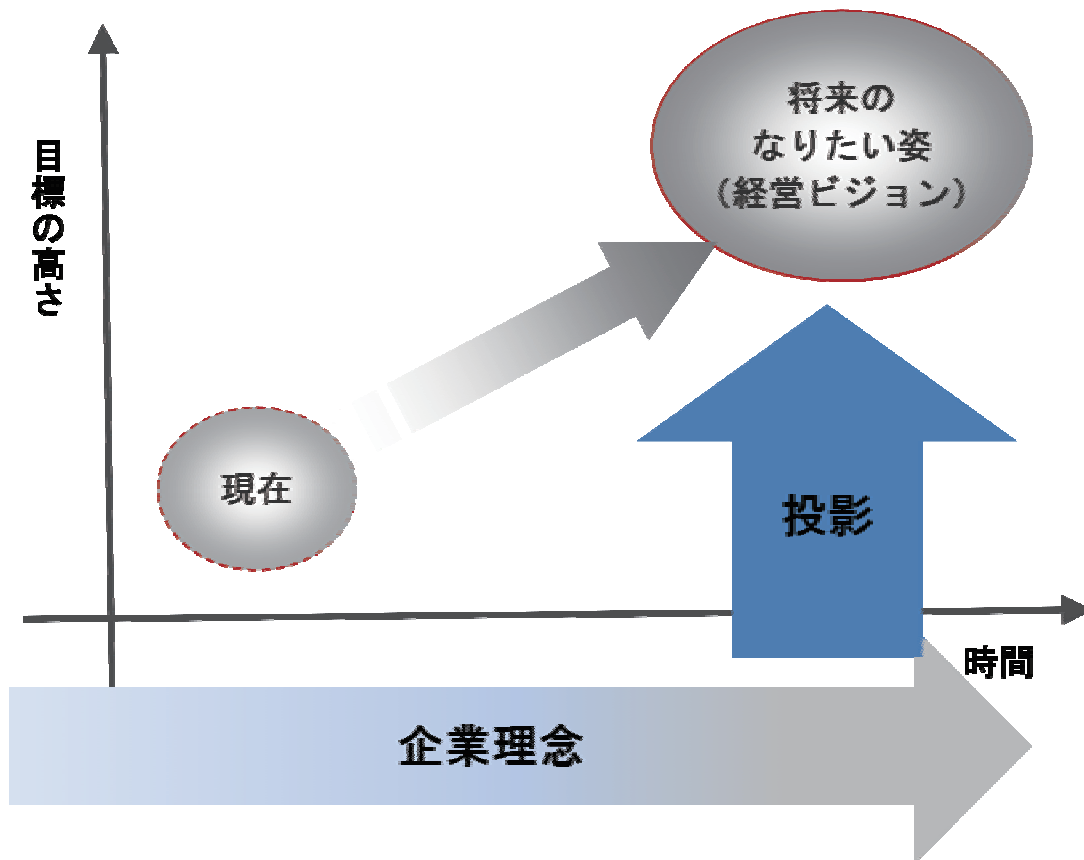 目標の高さ
将来の
なりたい姿
（経営ビジョン）
現在
投影
時間
企業理念